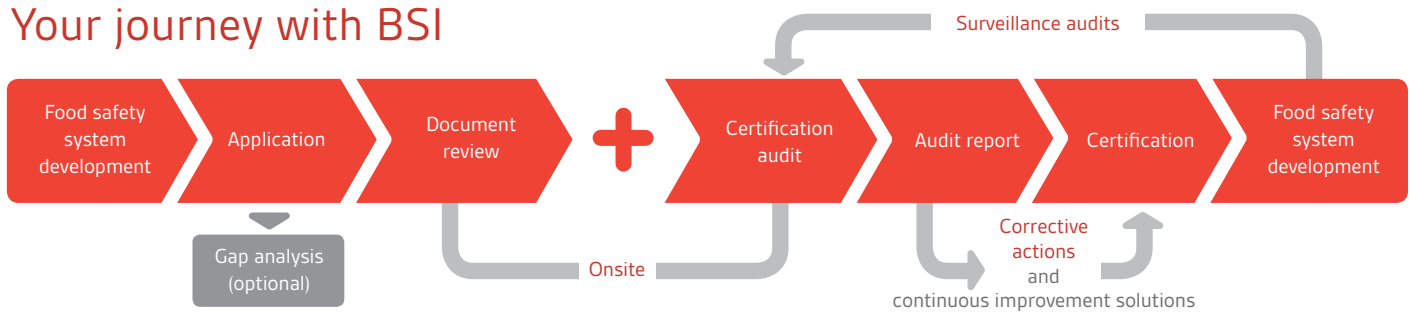 Your journey with BSI
Surveillance audits
Food safety
system
development
Application
Document
review
Certification
audit
Audit report
Certification
Food safety
system
development
Gap analysis
(optional)
Onsite
Corrective
actions
and
continuous improvement solutions